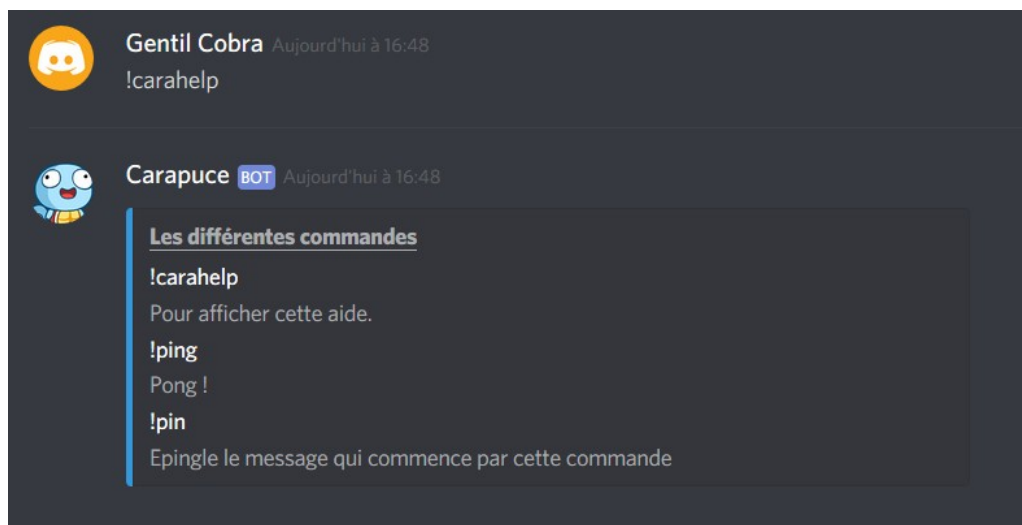 Gentil Cobra Aujourd'hui à 16:48
!carahelp
Carapuce BOT Aujourd'hui à 16:48
Les différentes commandes
!carahelp
Pour afficher cette aide.
!ping
Pong !
!pin
Epingle le message qui commence par cette commande